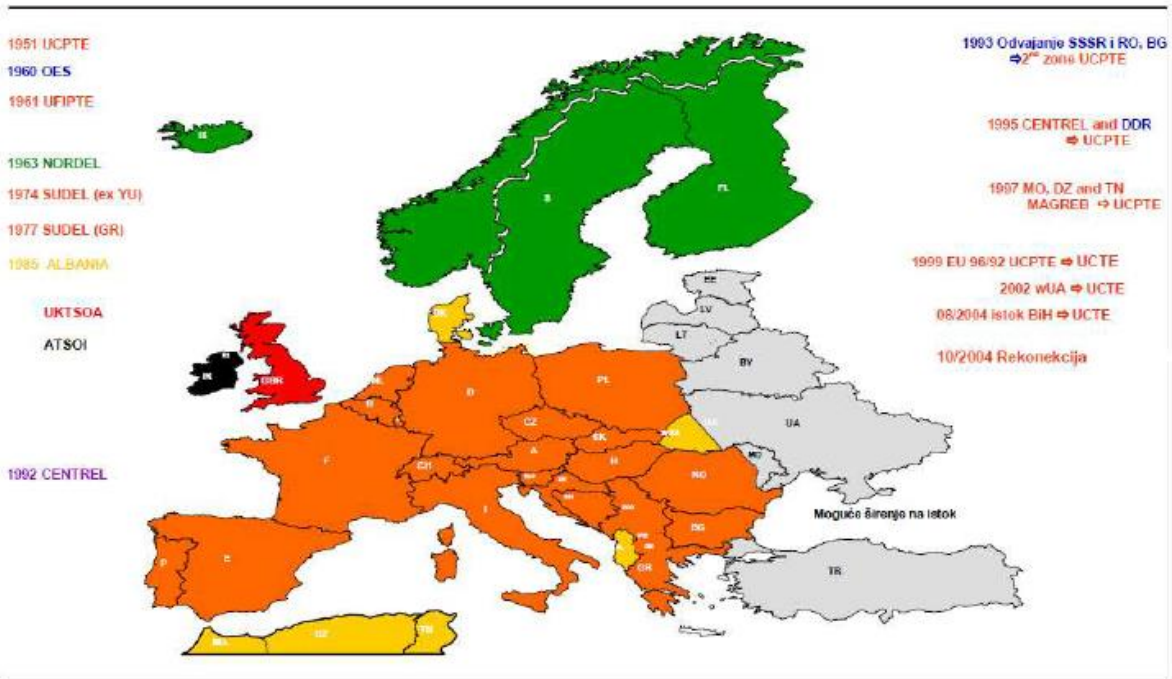 1951 UCPTE
1960 OES
1961 UFIPTE
1963 NORDEL
1974 SUDEL (ex YU)
1977 SUDEL (GR)
1985 ALBANIA
UKTSOA
ATSOI
1992 CENTREL
1993 Odvajanje SSSR i RO, BG
⇒2nd zone UCPTE
1995 CENTREL and DDR
⇒ UCPTE
1997 MO, DZ and TN
MAGREB ⇒ UCPTE
1999 EU 96/92 UCPTE ⇒ UCTE
2002 wUA ⇒ UCTE
08/2004 istok BiH ⇒ UCTE
10/2004 Rekonekcija
IS
S
FI
EE
LV
LT
BY
DK
GBR
NL
B
D
PL
CZ
SK
UA
F
CH
A
H
RO
I
BG
Moguće širenje na istok
P
E
GR
TR
MA
DZ
TN